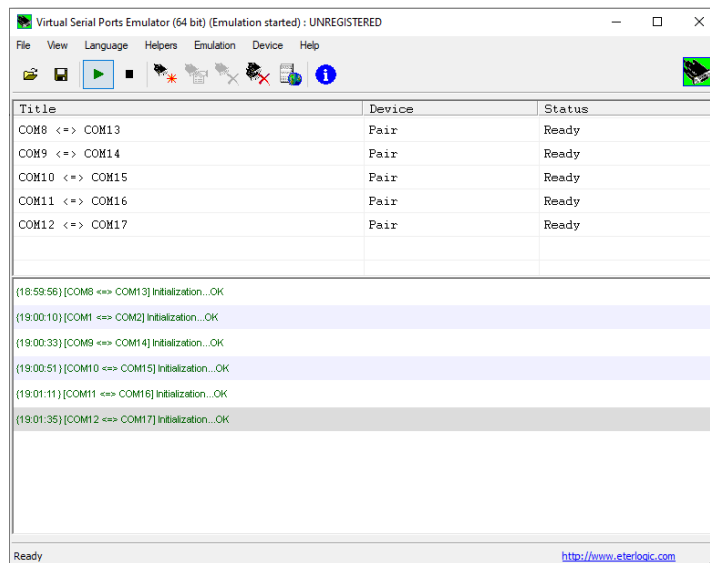 Virtual Serial Ports Emulator (64 bit) (Emulation started) : UNREGISTERED
File View Language Helpers Emulation Device Help
Title Device Status
COM8 <=> COM13 Pair Ready
COM9 <=> COM14 Pair Ready
COM10 <=> COM15 Pair Ready
COM11 <=> COM16 Pair Ready
COM12 <=> COM17 Pair Ready
{18:59:56} [COM8 <=> COM13] Initialization...OK
{19:00:10} [COM1 <=> COM2] Initialization...OK
{19:00:33} [COM9 <=> COM14] Initialization...OK
{19:00:51} [COM10 <=> COM15] Initialization...OK
{19:01:11} [COM11 <=> COM16] Initialization...OK
{19:01:35} [COM12 <=> COM17] Initialization...OK
Ready http://www.eterlogic.com